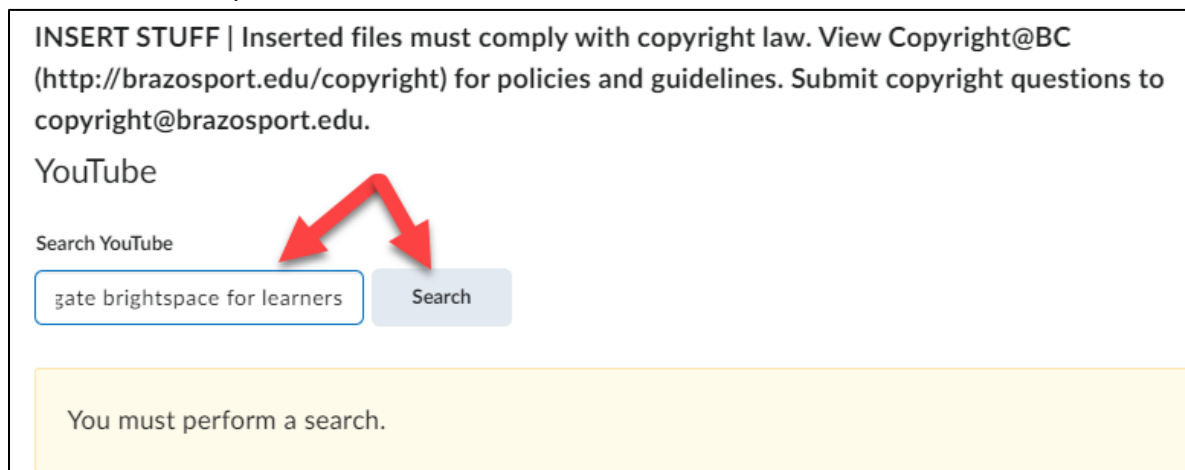 INSERT STUFF | Inserted files must comply with copyright law. View Copyright@BC
(http://brazosport.edu/copyright) for policies and guidelines. Submit copyright questions to
copyright@brazosport.edu.
YouTube
Search YouTube
gate brightspace for learners
Search
You must perform a search.